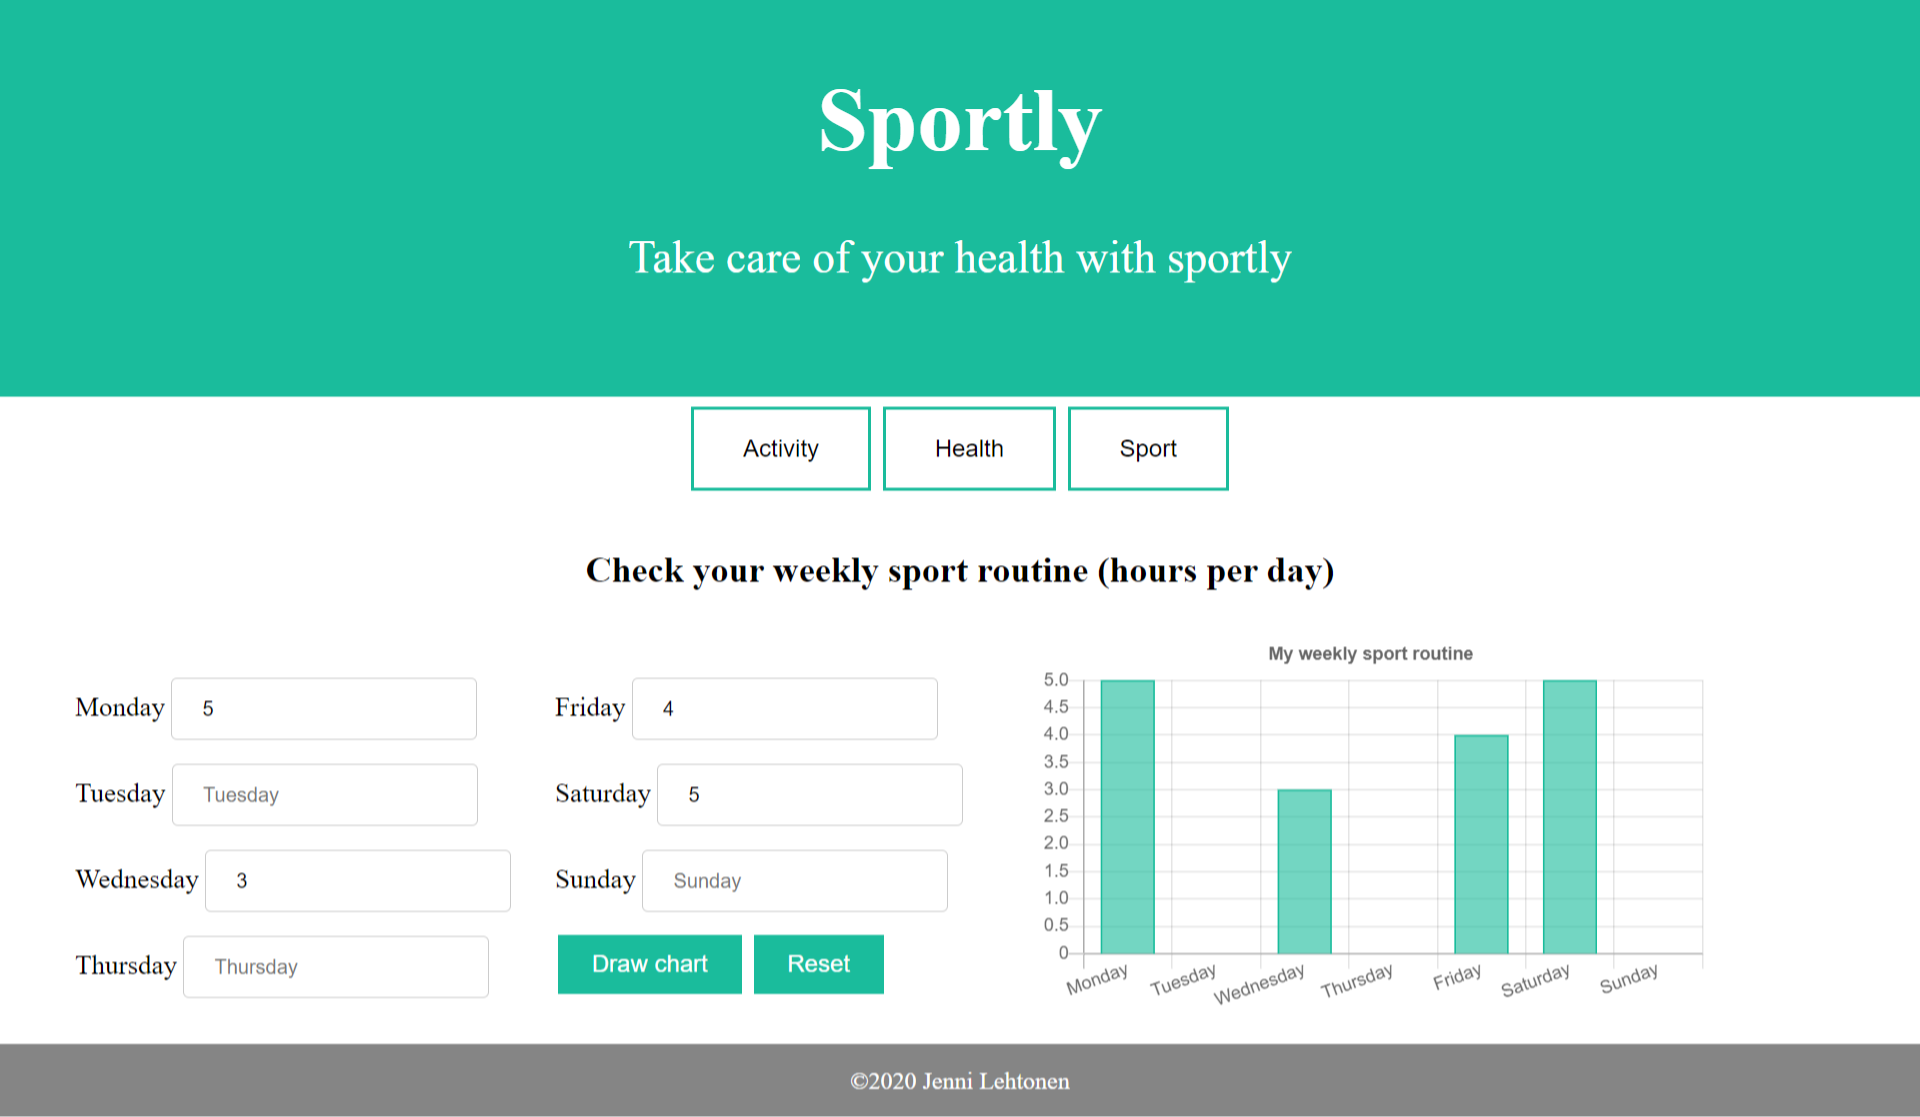 Sportly
Take care of your health with sportly
Activity Health Sport
Check your weekly sport routine (hours per day)
Monday 5
Tuesday Tuesday
Wednesday 3
Thursday Thursday
Friday 4
Saturday 5
Sunday Sunday
Draw chart Reset
My weekly sport routine
5.0
4.5
4.0
3.5
3.0
2.5
2.0
1.5
1.0
0.5
0
Monday Tuesday Wednesday Thursday Friday Saturday Sunday
©2020 Jenni Lehtonen